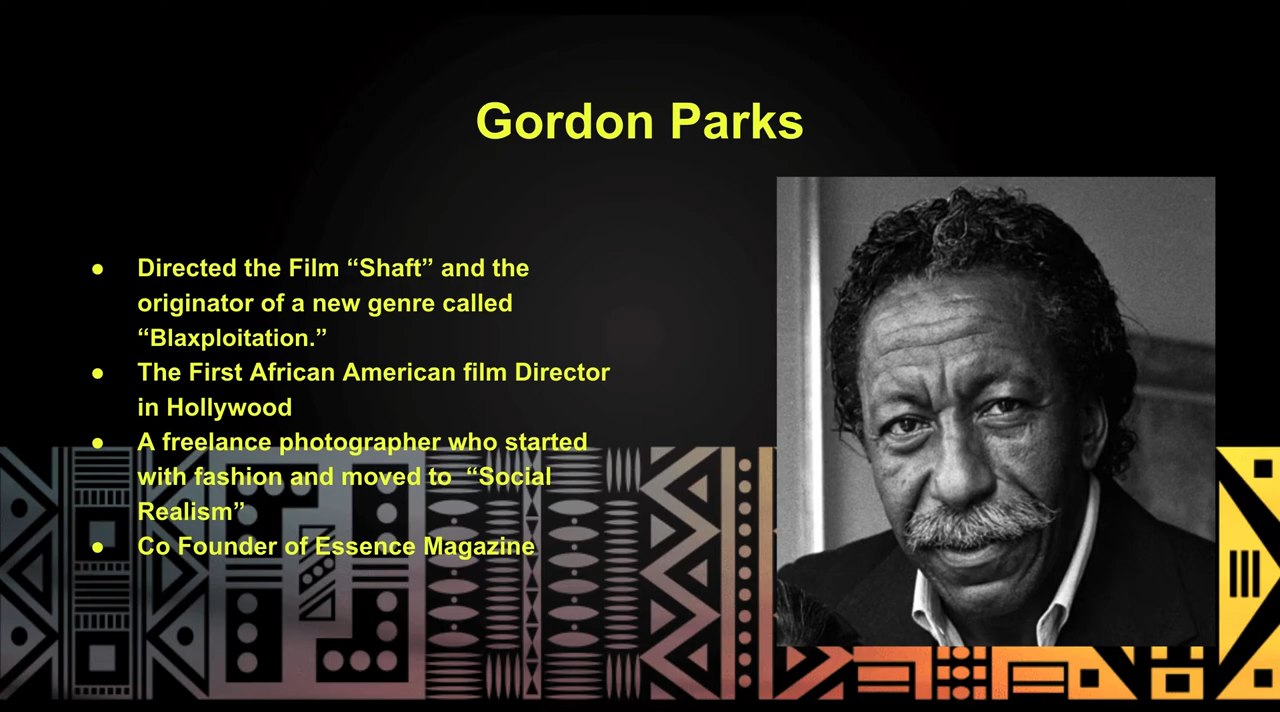 Gordon Parks
● Directed the Film “Shaft” and the
originator of a new genre called
“Blaxploitation.”
● The First African American film Director
in Hollywood
● A freelance photographer who started
with fashion and moved to “Social
Realism”
● Co Founder of Essence Magazine